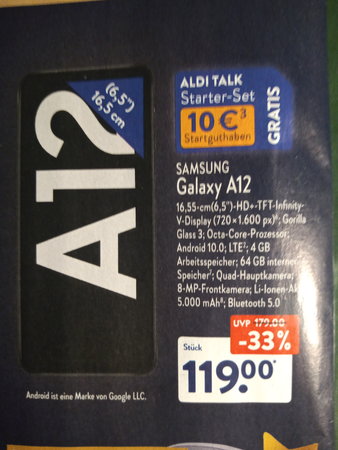 A12
(6,5")
16,5 cm
ALDI TALK
Starter-Set
10 €³
Startguthaben
GRATIS
SAMSUNG
Galaxy A12
16,55-cm(6,5")-HD+-TFT-Infinity-
V-Display (720 x 1.600 px)⁶; Gorilla
Glass 3; Octa-Core-Prozessor;
Android 10.0; LTE²; 4 GB
Arbeitsspeicher; 64 GB interner
Speicher⁷; Quad-Hauptkamera;
8-MP-Frontkamera; Li-Ionen-Ak
5.000 mAh⁸; Bluetooth 5.0
UVP 179.00
-33%
Stück
119.00*
Android ist eine Marke von Google LLC.